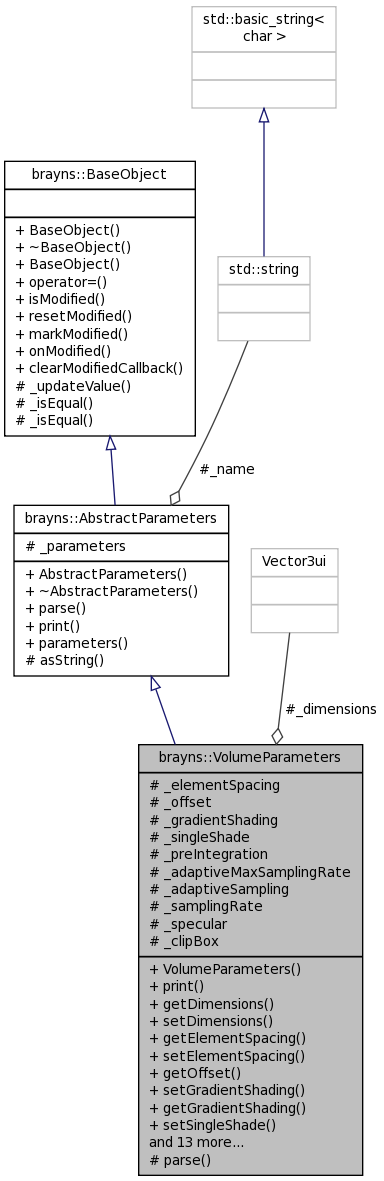 std::basic_string<
char >
brayns::BaseObject
+ BaseObject()
+ ~BaseObject()
+ BaseObject()
+ operator=()
+ isModified()
+ resetModified()
+ markModified()
+ onModified()
+ clearModifiedCallback()
# _updateValue()
# _isEqual()
# _isEqual()
std::string
#_name
brayns::AbstractParameters
# _parameters
+ AbstractParameters()
+ ~AbstractParameters()
+ parse()
+ print()
+ parameters()
# asString()
Vector3ui
#_dimensions
brayns::VolumeParameters
# _elementSpacing
# _offset
# _gradientShading
# _singleShade
# _preIntegration
# _adaptiveMaxSamplingRate
# _adaptiveSampling
# _samplingRate
# _specular
# _clipBox
+ VolumeParameters()
+ print()
+ getDimensions()
+ setDimensions()
+ getElementSpacing()
+ setElementSpacing()
+ getOffset()
+ setGradientShading()
+ getGradientShading()
+ setSingleShade()
and 13 more...
# parse()